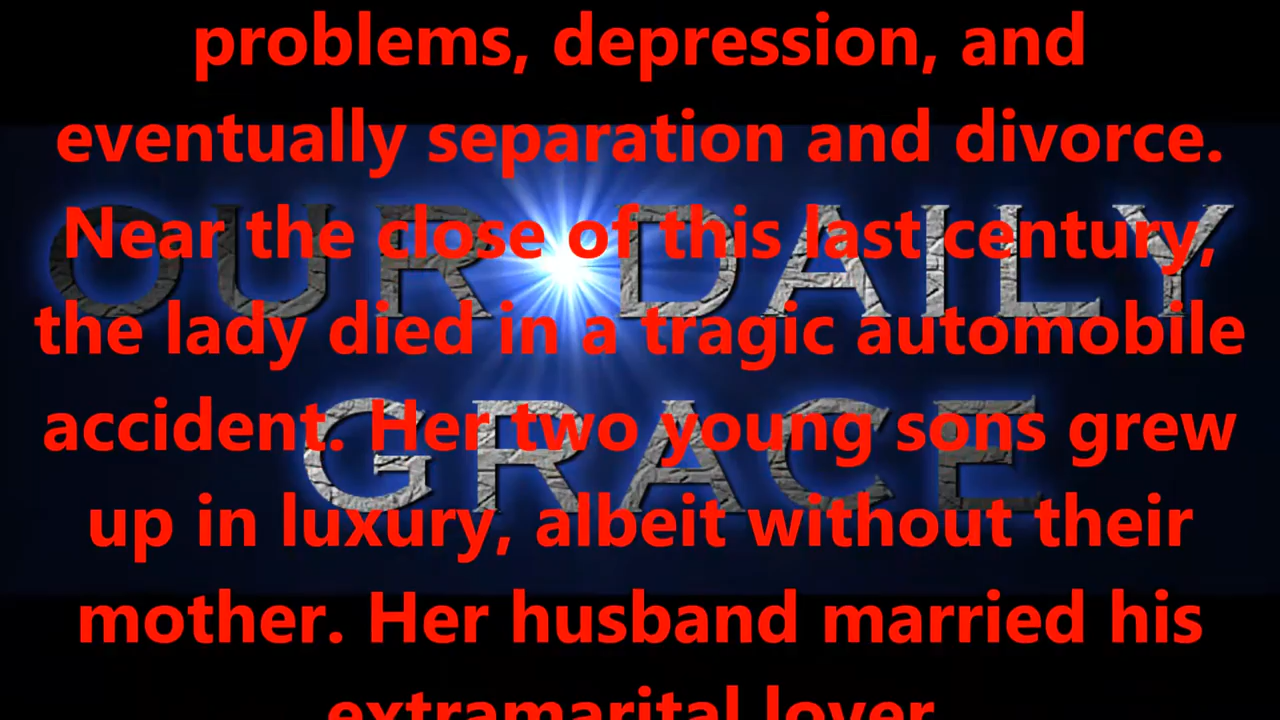 problems, depression, and
eventually separation and divorce.
Near the close of this last century,
the lady died in a tragic automobile
accident. Her two young sons grew
up in luxury, albeit without their
mother. Her husband married his
extramarital lover
OUR DAILY
GRACE